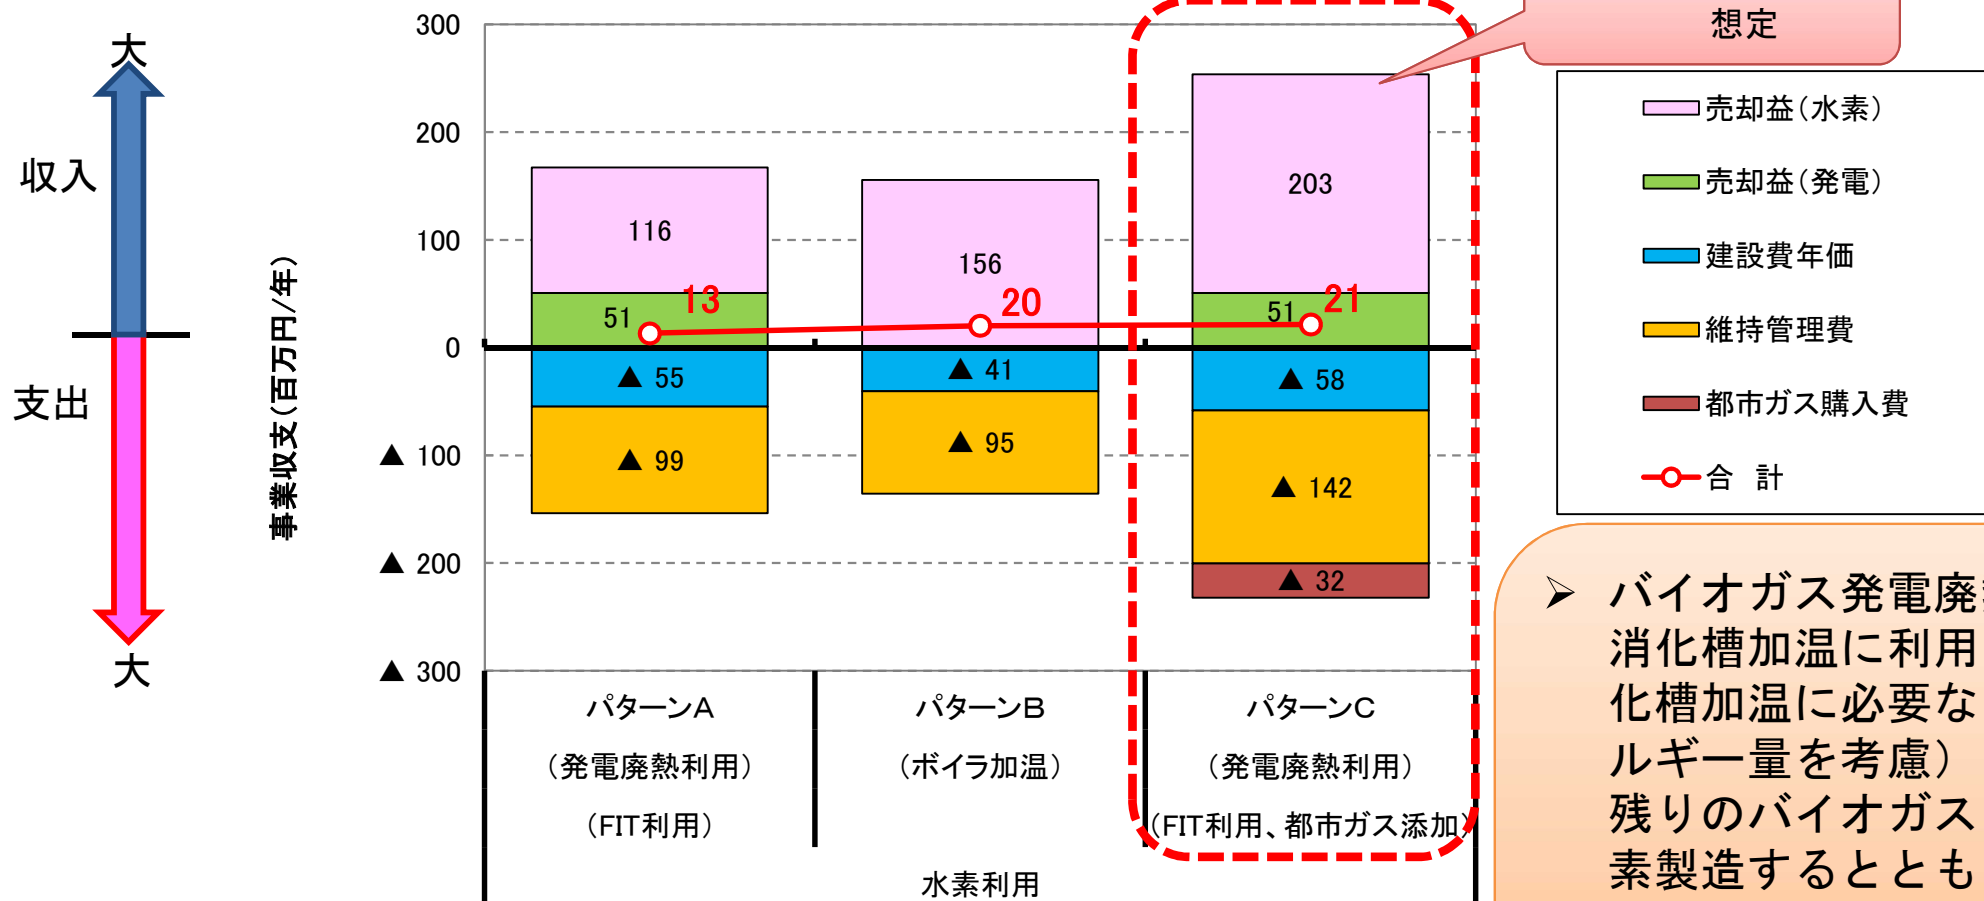 大
収入
支出
大
事業収支(百万円/年)
300
200
100
0
▲ 100
▲ 200
▲ 300
116
51
13
▲ 55
▲ 99
156
20
▲ 41
▲ 95
203
51
21
▲ 58
▲ 142
▲ 32
パターンA
(発電廃熱利用)
(FIT利用)
パターンB
(ボイラ加温)
パターンC
(発電廃熱利用)
(FIT利用、都市ガス添加)
水素利用
想定
売却益(水素)
売却益(発電)
建設費年価
維持管理費
都市ガス購入費
合 計
➢ バイオガス発電廃
消化槽加温に利用
化槽加温に必要な
ルギー量を考慮)
残りのバイオガス
素製造するととも